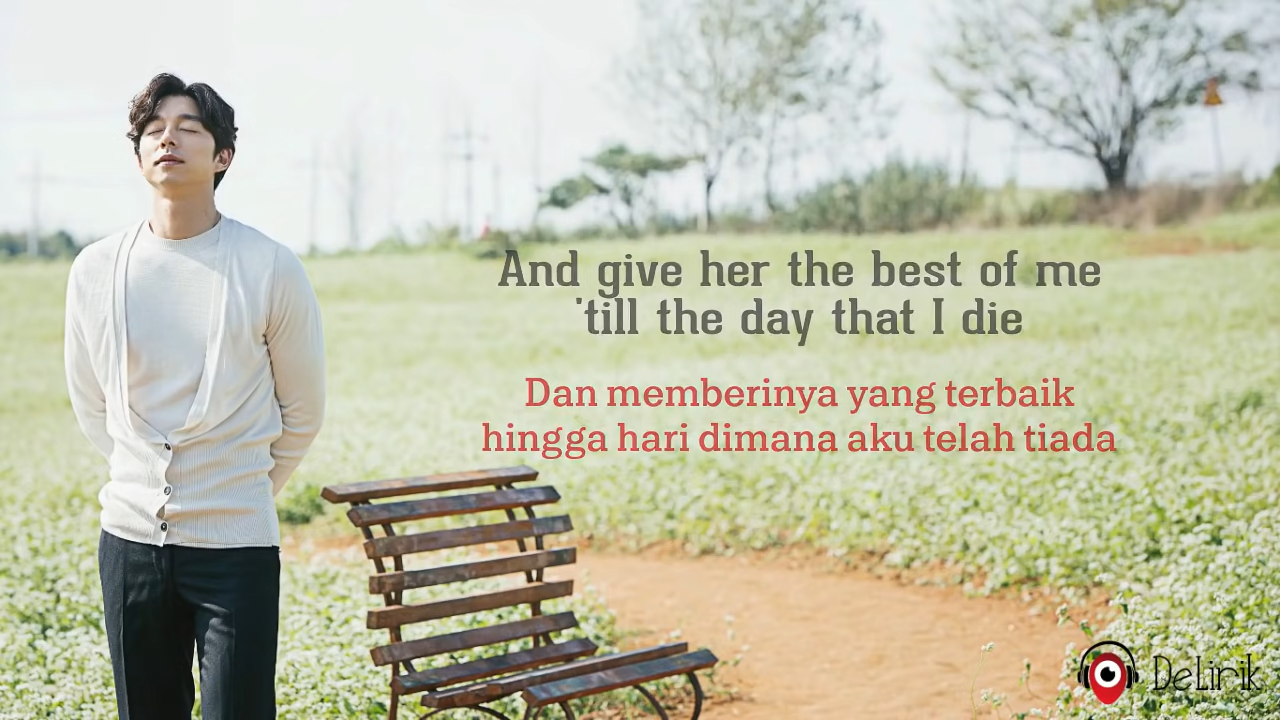 And give her the best of me
'till the day that I die
Dan memberinya yang terbaik
hingga hari dimana aku telah tiada
DeLirik